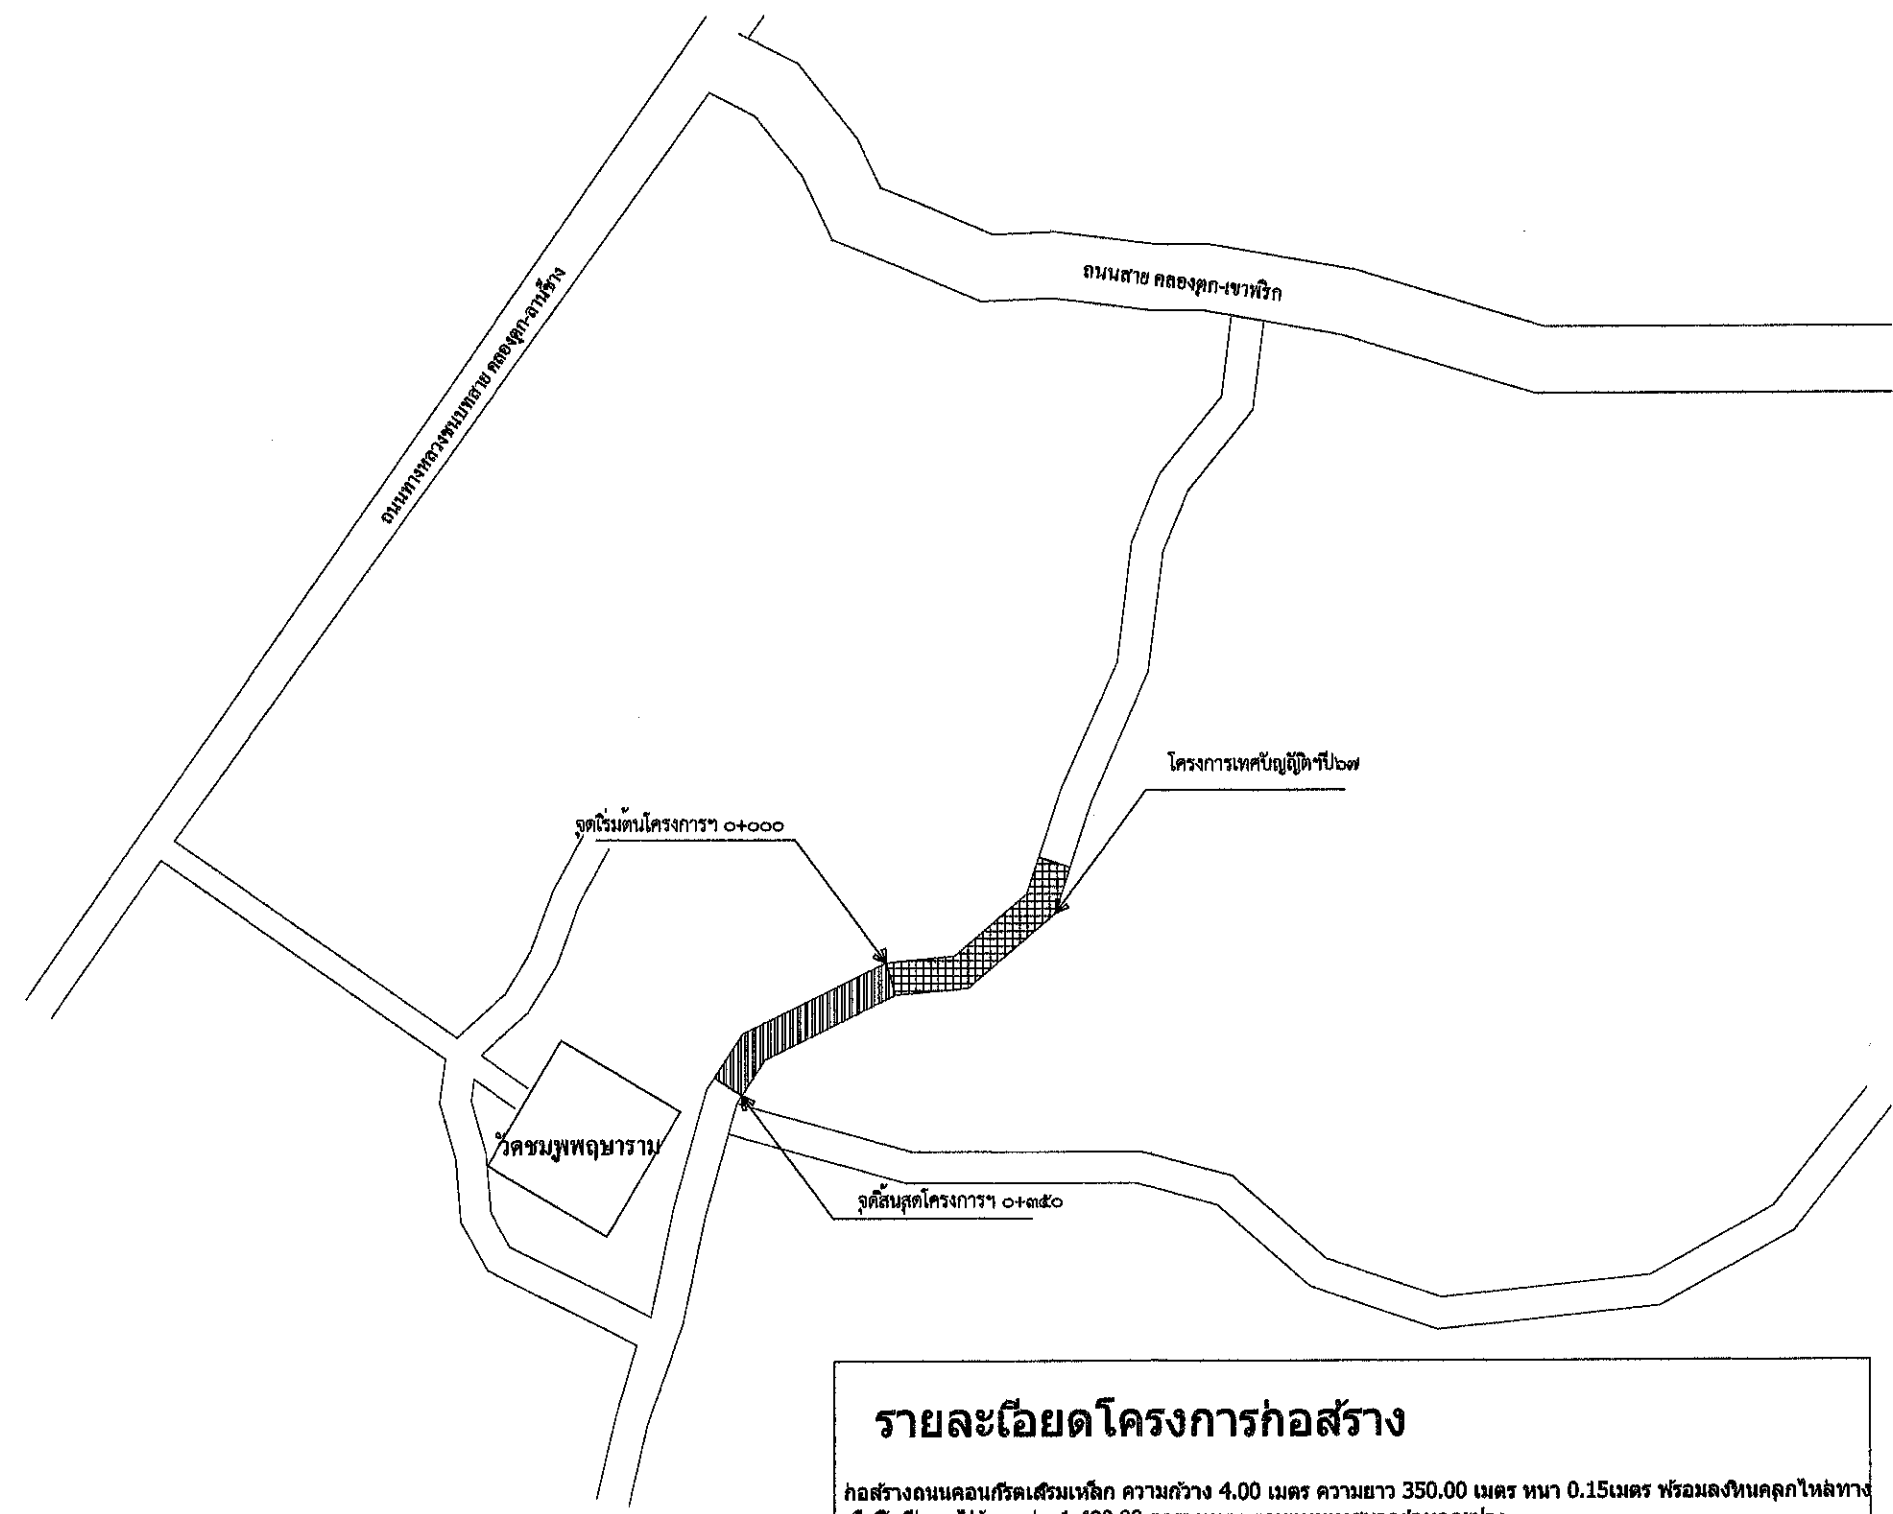 ถนนสาย คลองตูก-เขาพริก
ถนนทางหลวงชนบทสาย คลองตูก-ลานช้าง
โครงการเทศบัญญัติฯปี๖๗
จุดเริ่มต้นโครงการฯ ๐+๐๐๐
วัดชมพูพฤษาราม
จุดสิ้นสุดโครงการฯ ๐+๓๕๐
รายละเอียดโครงการก่อสร้าง
ก่อสร้างถนนคอนกรีตเสริมเหล็ก ความกว้าง 4.00 เมตร ความยาว 350.00 เมตร หนา 0.15เมตร พร้อมลงหินคลุกไหล่ทาง